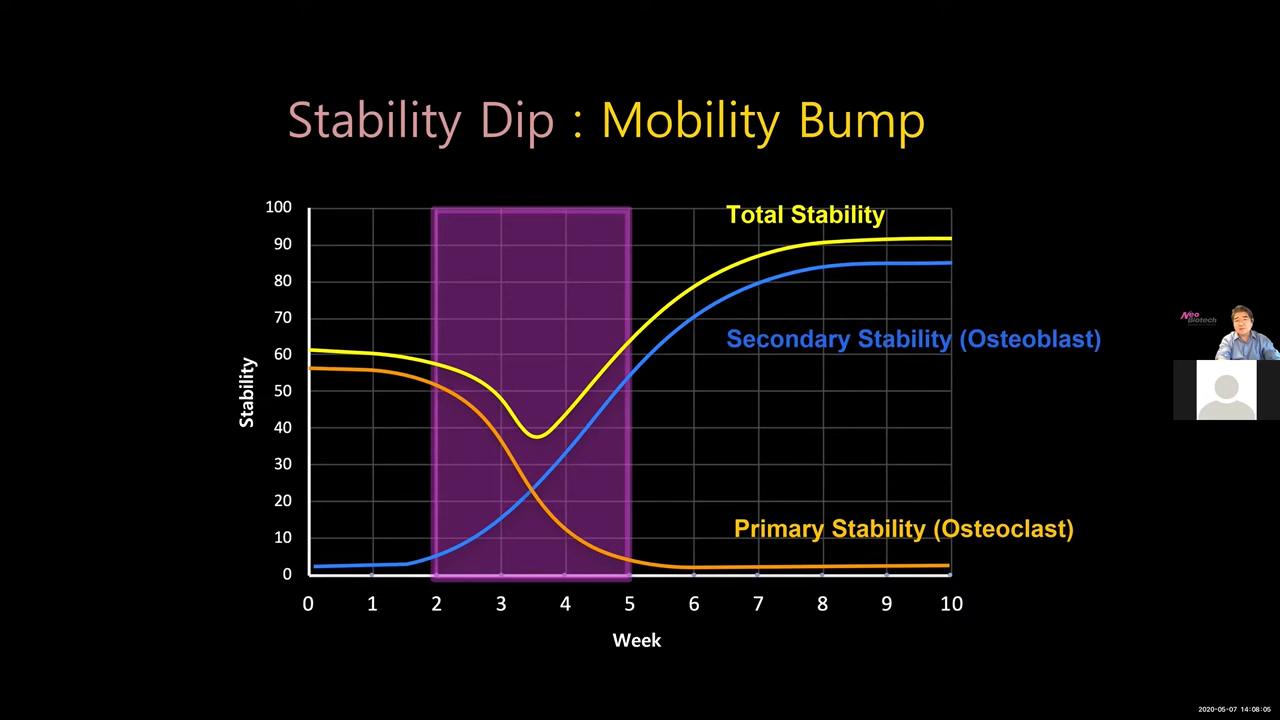 Stability Dip : Mobility Bump
100
90
80
70
60
50
40
30
20
10
0
Stability
Total Stability
Secondary Stability (Osteoblast)
Primary Stability (Osteoclast)
0 1 2 3 4 5 6 7 8 9 10
Week
Neo
Biotech
2020-05-07 14:08:05